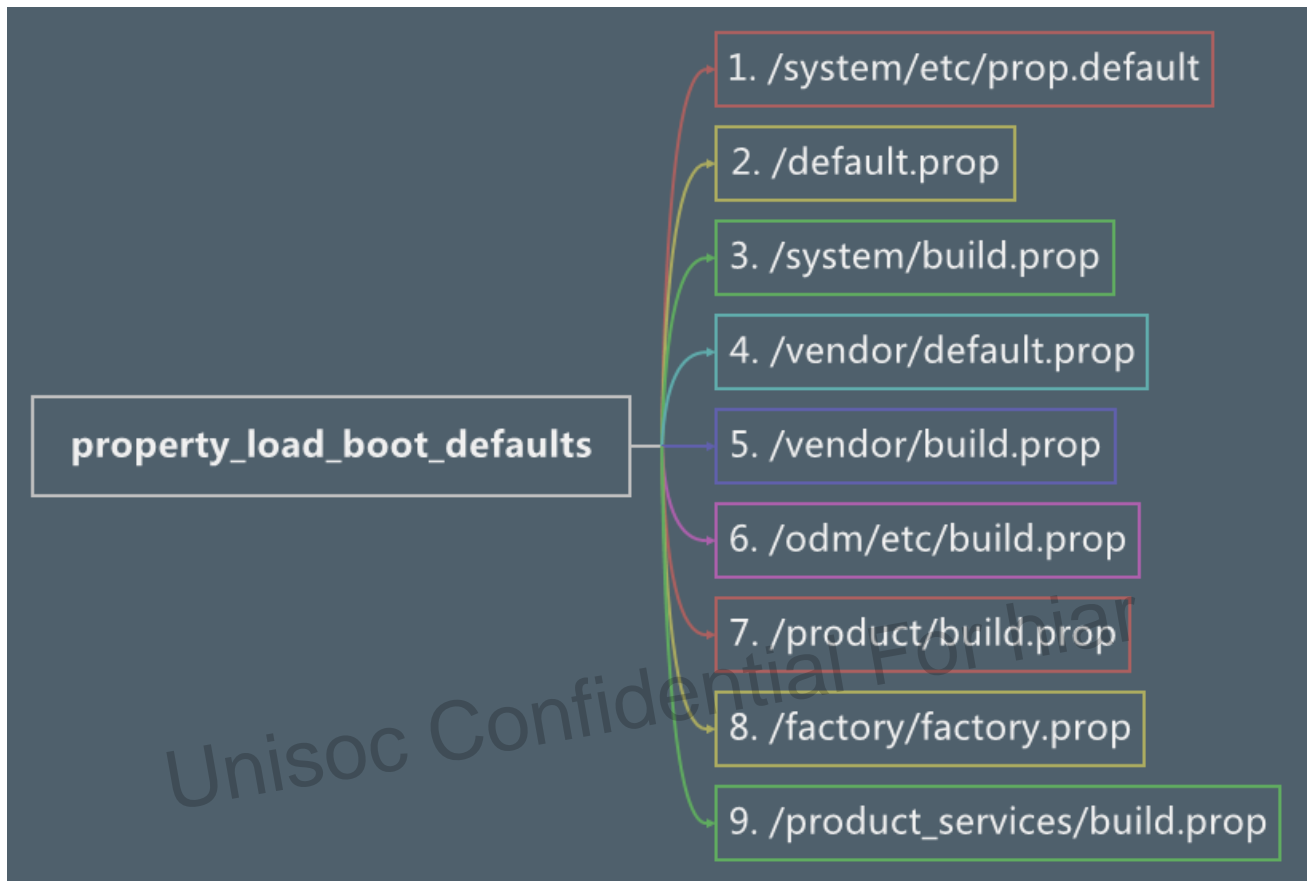 1. /system/etc/prop.default
2. /default.prop
3. /system/build.prop
4. /vendor/default.prop
property_load_boot_defaults
5. /vendor/build.prop
6. /odm/etc/build.prop
7. /product/build.prop
8. /factory/factory.prop
9. /product_services/build.prop
Unisoc Confidential For hiar